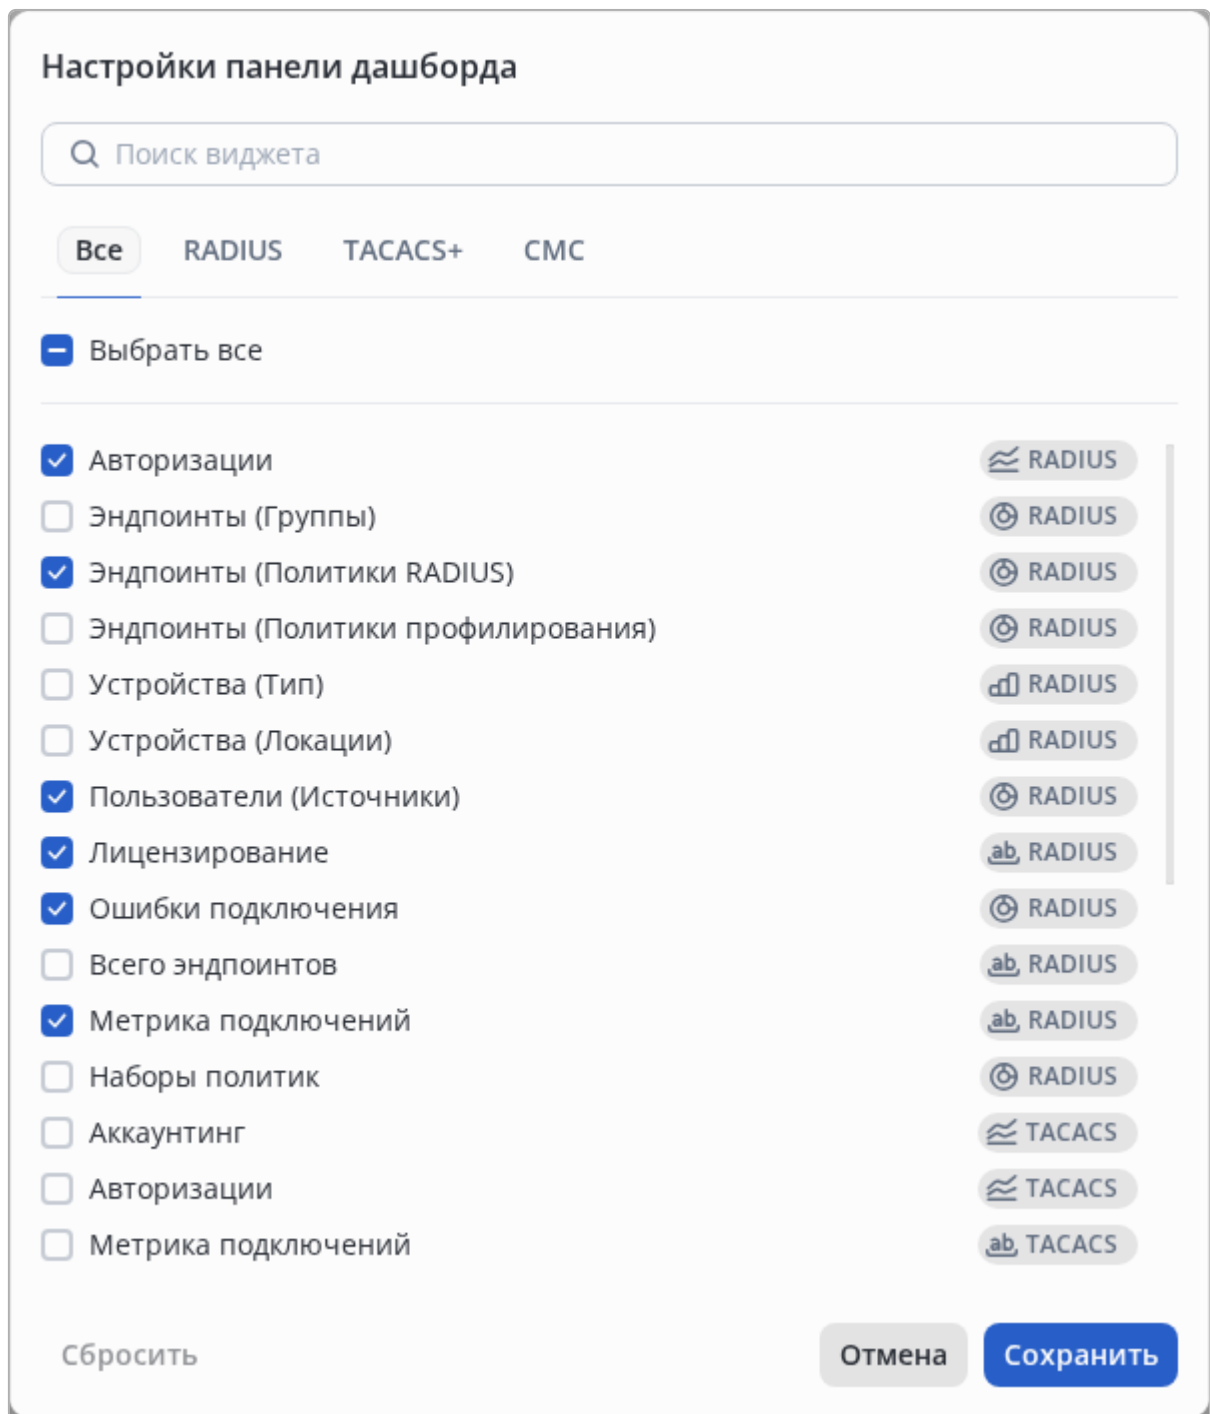 Настройки панели дашборда
Поиск виджета
Все RADIUS TACACS+ СМС
Выбрать все
Авторизации RADIUS
Эндпоинты (Группы) RADIUS
Эндпоинты (Политики RADIUS) RADIUS
Эндпоинты (Политики профилирования) RADIUS
Устройства (Тип) RADIUS
Устройства (Локации) RADIUS
Пользователи (Источники) RADIUS
Лицензирование ab RADIUS
Ошибки подключения RADIUS
Всего эндпоинтов ab RADIUS
Метрика подключений ab RADIUS
Наборы политик RADIUS
Аккаунтинг TACACS
Авторизации TACACS
Метрика подключений ab TACACS
Сбросить Отмена Сохранить